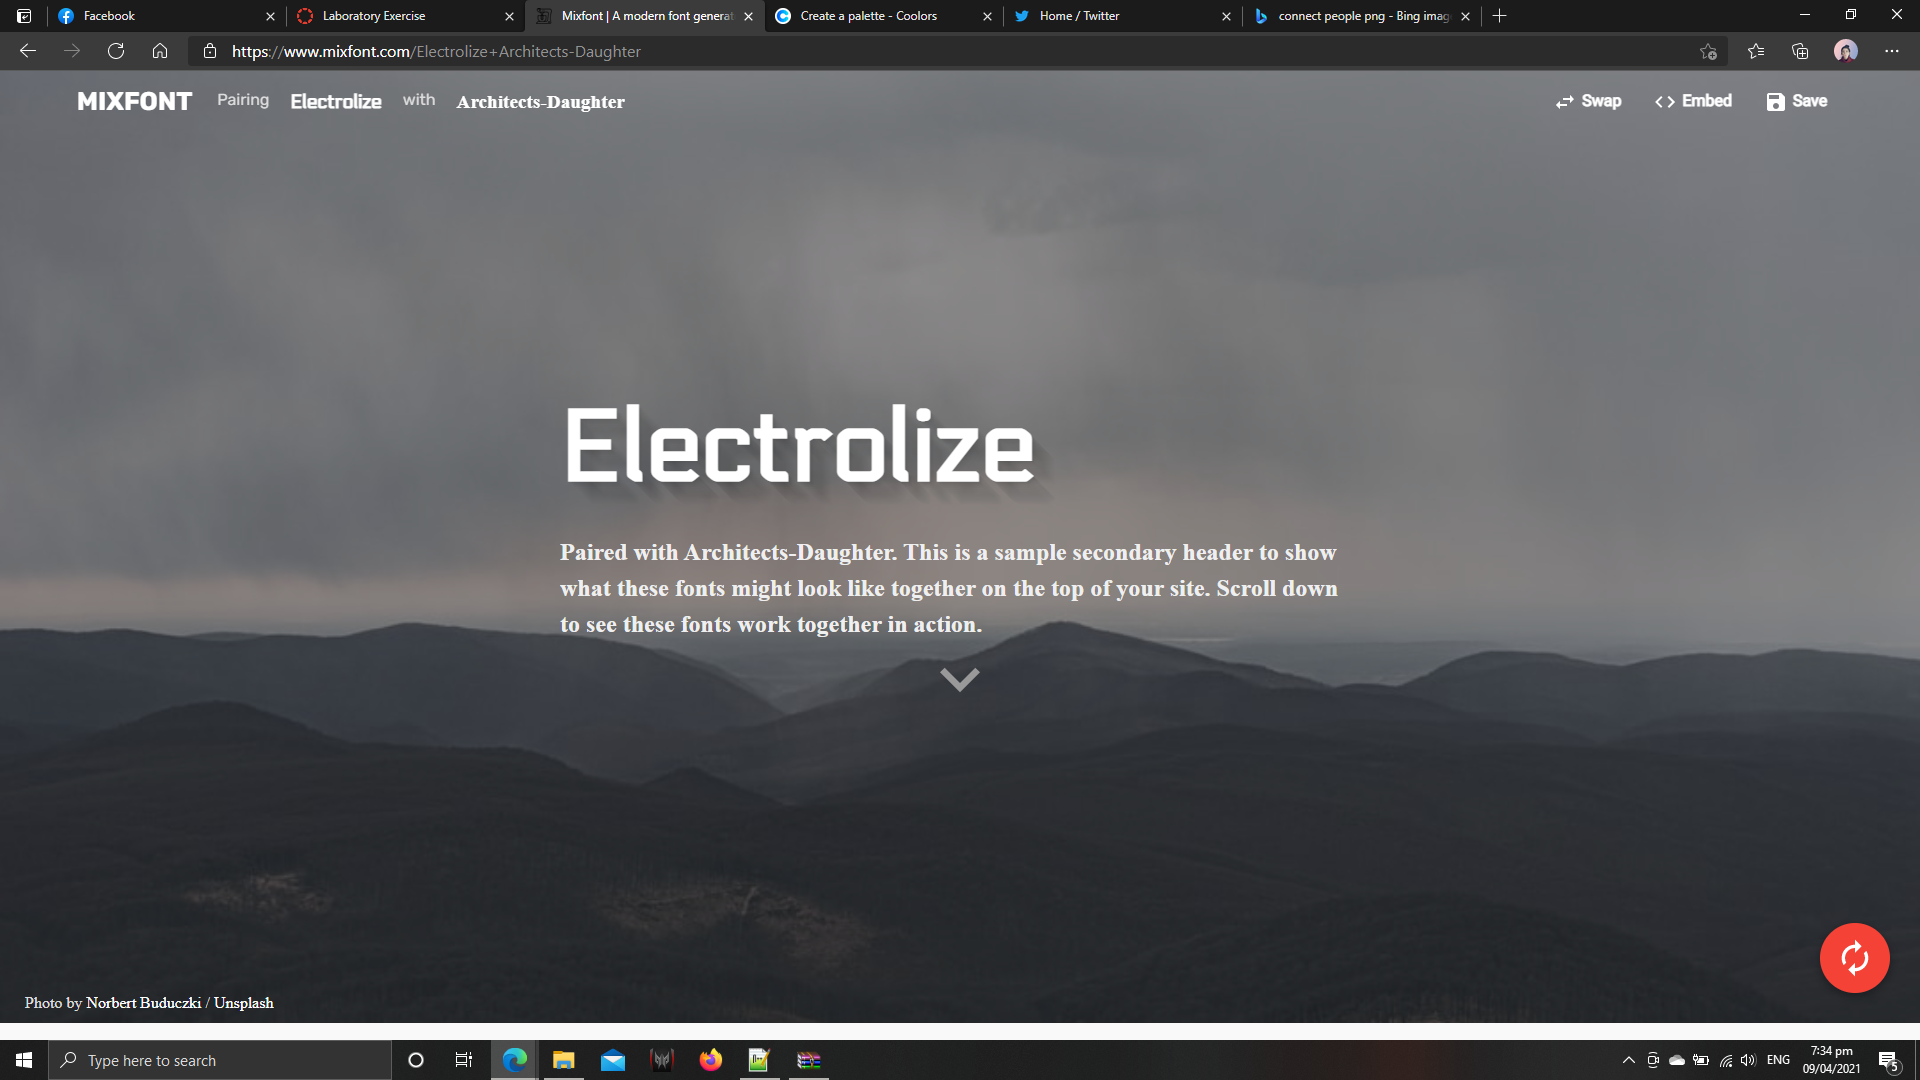 Facebook
Laboratory Exercise
Mixfont | A modern font generat
Create a palette - Coolors
Home / Twitter
connect people png - Bing imag
https://www.mixfont.com/Electrolize+Architects-Daughter
MIXFONT Pairing Electrolize with Architects-Daughter
Swap
Embed
Save
Electrolize
Paired with Architects-Daughter. This is a sample secondary header to show
what these fonts might look like together on the top of your site. Scroll down
to see these fonts work together in action.
Photo by Norbert Buduczki / Unsplash
Type here to search
ENG
7:34 pm
09/04/2021
5